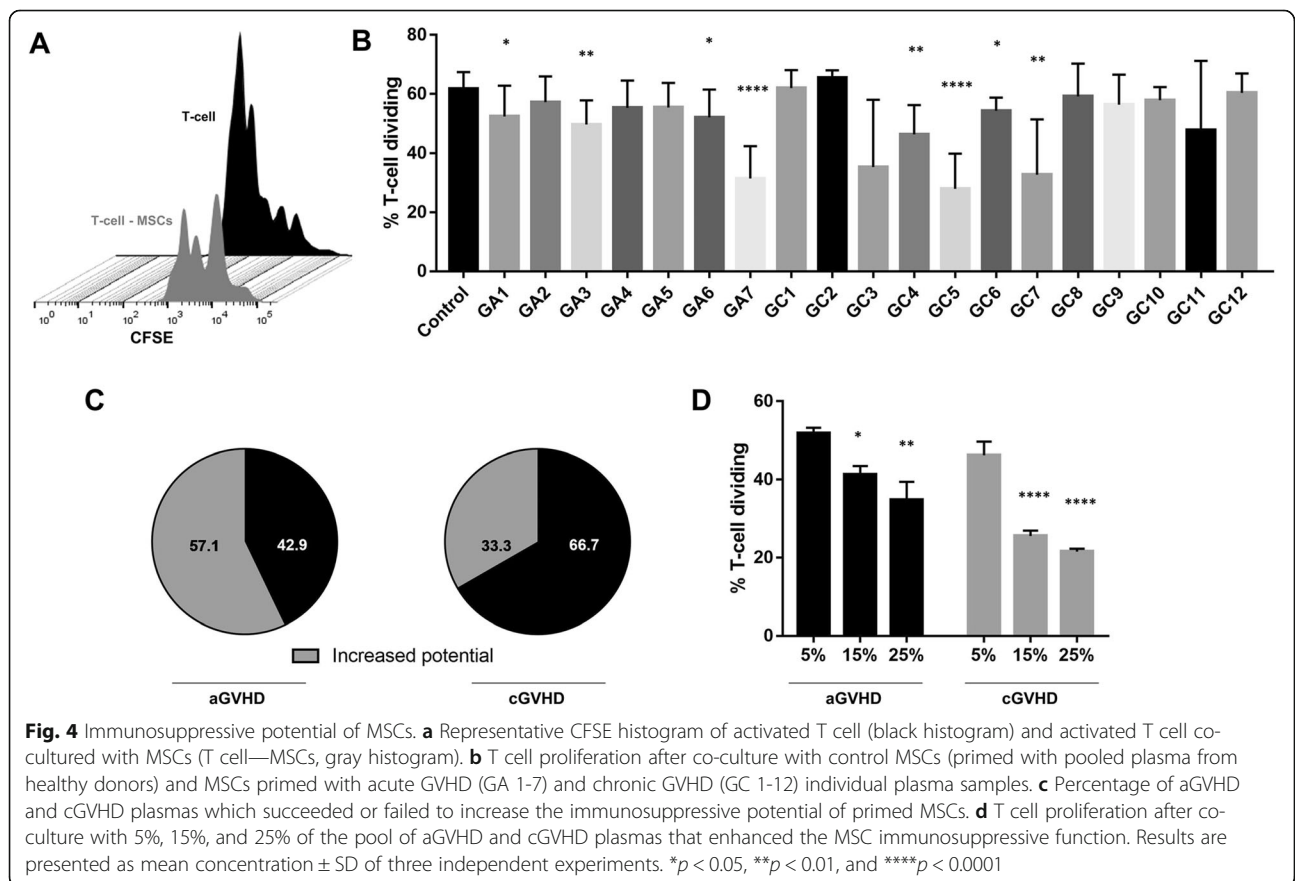 A
T-cell
T-cell - MSCs
10^0 10^1 10^2 10^3 10^4 10^5
CFSE
B
% T-cell dividing
80
60
40
20
0
* ** * **** ** **** * **
Control GA1 GA2 GA3 GA4 GA5 GA6 GA7 GC1 GC2 GC3 GC4 GC5 GC6 GC7 GC8 GC9 GC10 GC11 GC12
C
57.1 42.9
33.3 66.7
Increased potential
aGVHD cGVHD
D
% T-cell dividing
60
40
20
0
* ** **** ****
5% 15% 25% 5% 15% 25%
aGVHD cGVHD
Fig. 4 Immunosuppressive potential of MSCs. a Representative CFSE histogram of activated T cell (black histogram) and activated T cell co-
cultured with MSCs (T cell—MSCs, gray histogram). b T cell proliferation after co-culture with control MSCs (primed with pooled plasma from
healthy donors) and MSCs primed with acute GVHD (GA 1-7) and chronic GVHD (GC 1-12) individual plasma samples. c Percentage of aGVHD
and cGVHD plasmas which succeeded or failed to increase the immunosuppressive potential of primed MSCs. d T cell proliferation after co-
culture with 5%, 15%, and 25% of the pool of aGVHD and cGVHD plasmas that enhanced the MSC immunosuppressive function. Results are
presented as mean concentration ± SD of three independent experiments. *p < 0.05, **p < 0.01, and ****p < 0.0001